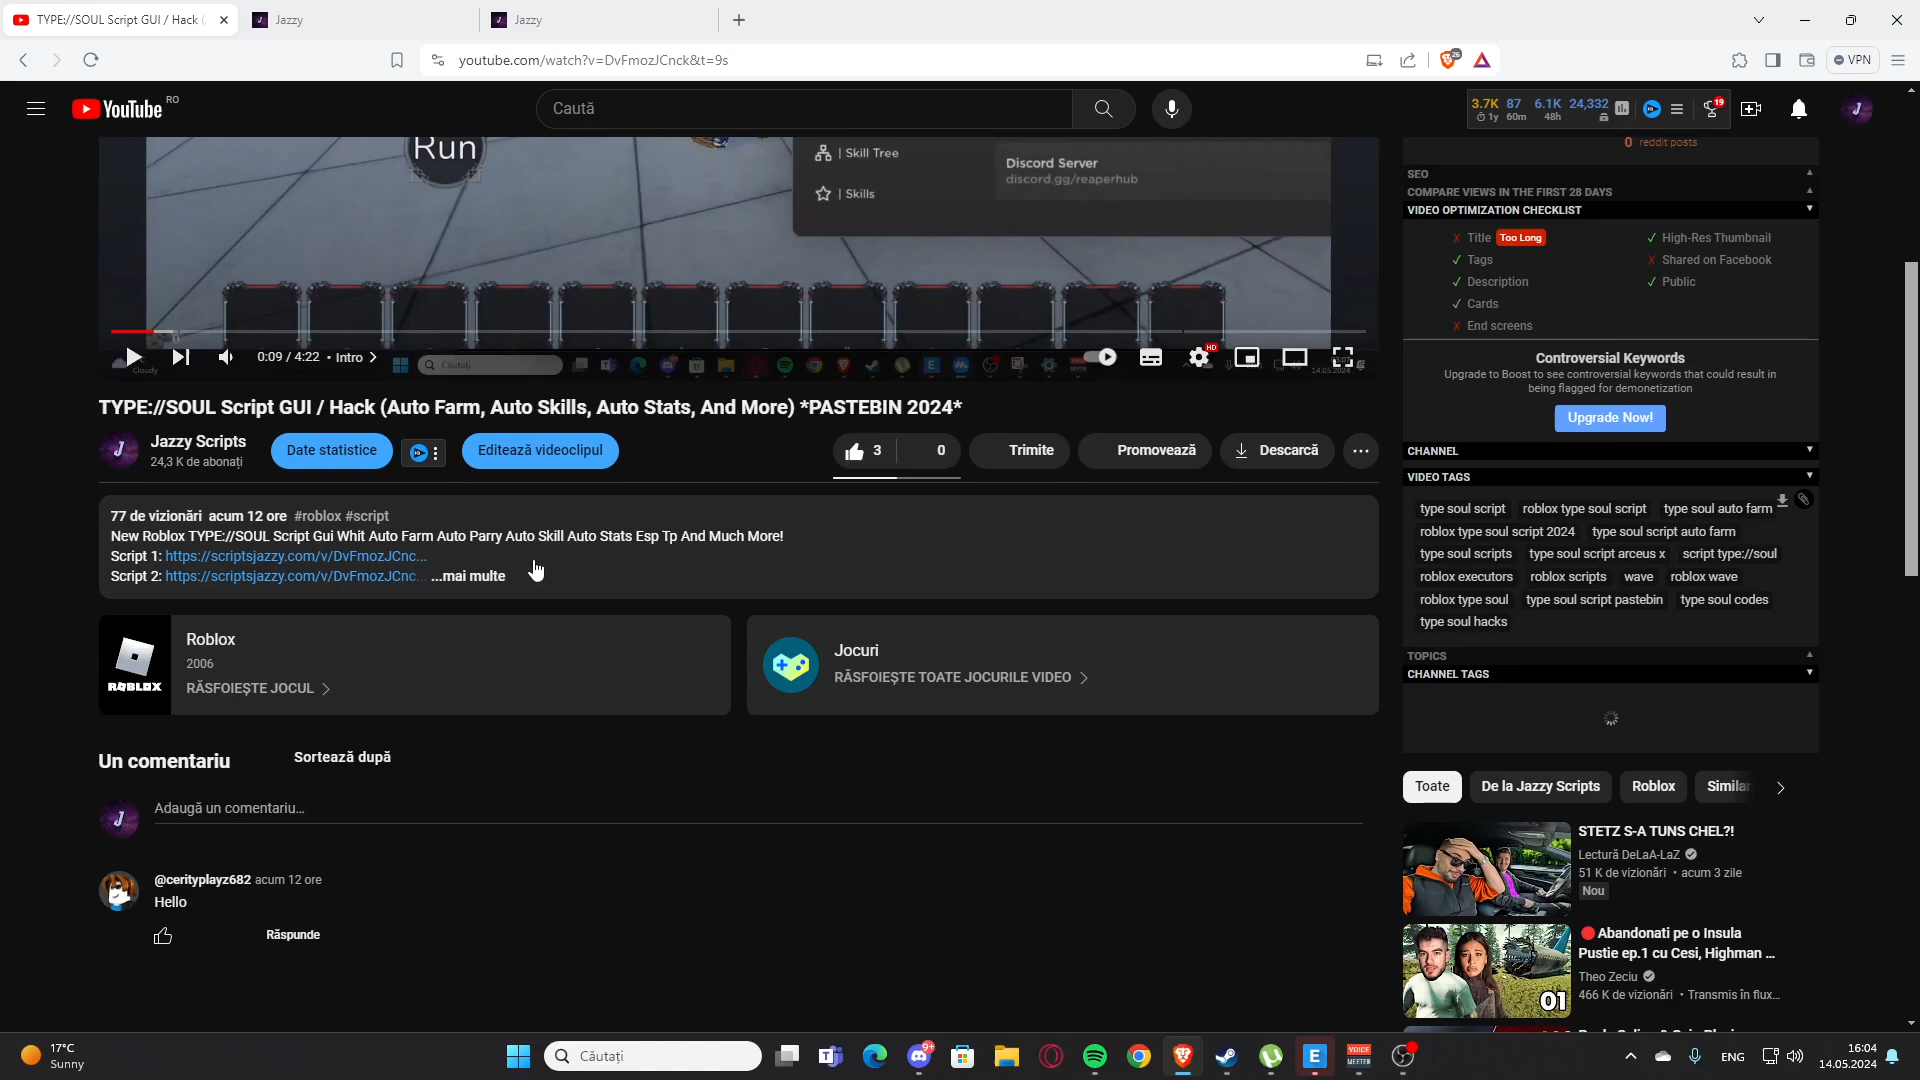 TYPE://SOUL Script GUI / Hack (
Jazzy
Jazzy
youtube.com/watch?v=DvFmozJCnck&t=9s
VPN
YouTube RO
Caută
3.7K 87 6.1K 24,332
1y 60m 48h
19
26
Run
Skill Tree
Skills
Discord Server
discord.gg/reaperhub
0:09 / 4:22 • Intro
HD
Cloudy
Căutați
TYPE://SOUL Script GUI / Hack (Auto Farm, Auto Skills, Auto Stats, And More) *PASTEBIN 2024*
Jazzy Scripts
24,3 K de abonați
Date statistice
Editează videoclipul
3
0
Trimite
Promovează
Descarcă
77 de vizionări acum 12 ore #roblox #script
New Roblox TYPE://SOUL Script Gui Whit Auto Farm Auto Parry Auto Skill Auto Stats Esp Tp And Much More!
Script 1: https://scriptsjazzy.com/v/DvFmozJCnc...
Script 2: https://scriptsjazzy.com/v/DvFmozJCnc... ...mai multe
Roblox
2006
RĂSFOIEȘTE JOCUL
ROBLOX
Jocuri
RĂSFOIEȘTE TOATE JOCURILE VIDEO
Un comentariu
Sortează după
Adaugă un comentariu...
@cerityplayz682 acum 12 ore
Hello
Răspunde
0 reddit posts
SEO
COMPARE VIEWS IN THE FIRST 28 DAYS
VIDEO OPTIMIZATION CHECKLIST
Title Too Long
High-Res Thumbnail
Tags
Shared on Facebook
Description
Public
Cards
End screens
Controversial Keywords
Upgrade to Boost to see controversial keywords that could result in
being flagged for demonetization
Upgrade Now!
CHANNEL
VIDEO TAGS
type soul script roblox type soul script type soul auto farm
roblox type soul script 2024 type soul script auto farm
type soul scripts type soul script arceus x script type://soul
roblox executors roblox scripts wave roblox wave
roblox type soul type soul script pastebin type soul codes
type soul hacks
TOPICS
CHANNEL TAGS
Toate
De la Jazzy Scripts
Roblox
Similar
STETZ S-A TUNS CHEL?!
Lectură DeLaA-LaZ
51 K de vizionări • acum 3 zile
Nou
Abandonati pe o Insula
Pustie ep.1 cu Cesi, Highman ...
Theo Zeciu
466 K de vizionări • Transmis în flux...
01
17°C
Sunny
Căutați
9+
VOICE
MEETER
ENG
16:04
14.05.2024